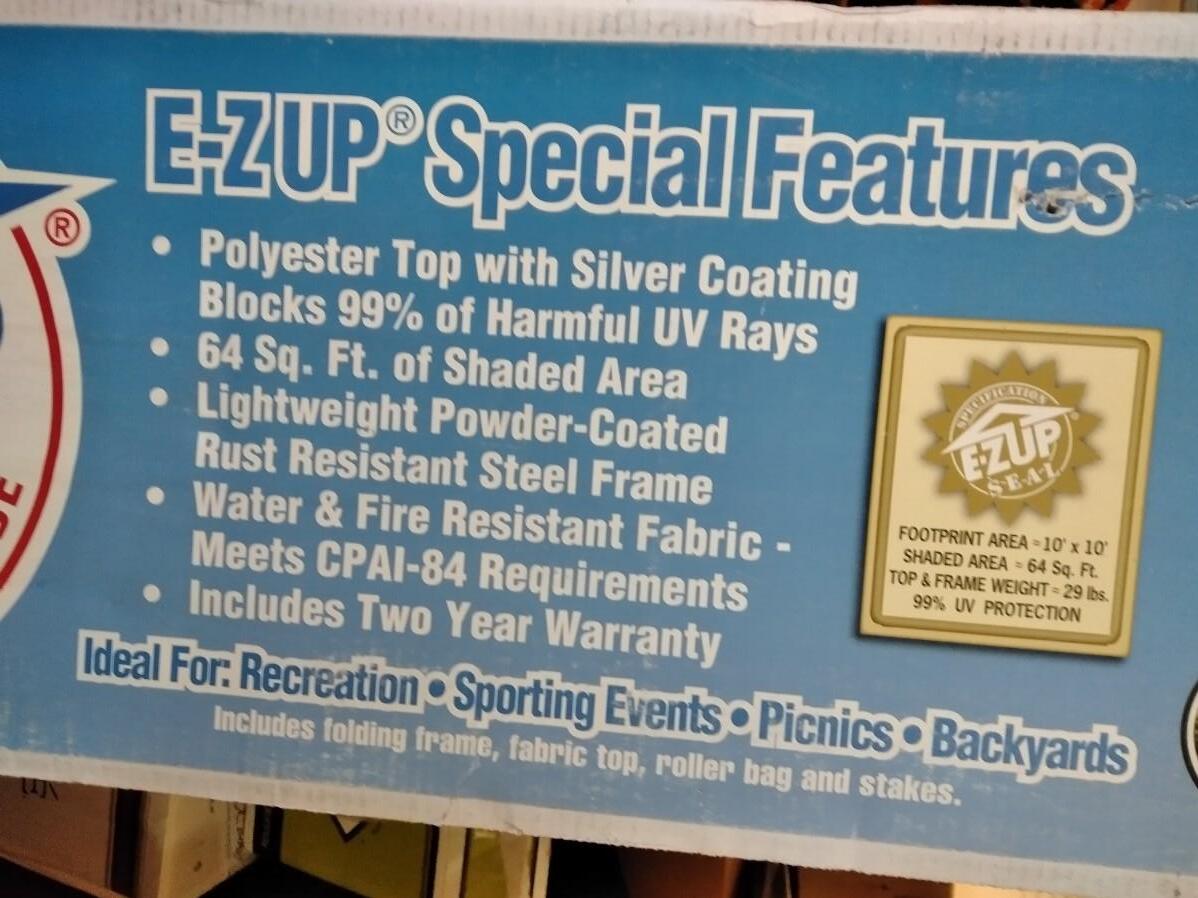 E-Z UP® Special Features
• Polyester Top with Silver Coating
Blocks 99% of Harmful UV Rays
• 64 Sq. Ft. of Shaded Area
• Lightweight Powder-Coated
Rust Resistant Steel Frame
• Water & Fire Resistant Fabric -
Meets CPAI-84 Requirements
• Includes Two Year Warranty
Ideal For: Recreation • Sporting Events • Picnics • Backyards
Includes folding frame, fabric top, roller bag and stakes.
®
SPECIFICATION
E-Z UP®
S·E·A·L
FOOTPRINT AREA = 10' x 10'
SHADED AREA = 64 Sq. Ft.
TOP & FRAME WEIGHT = 29 lbs.
99% UV PROTECTION